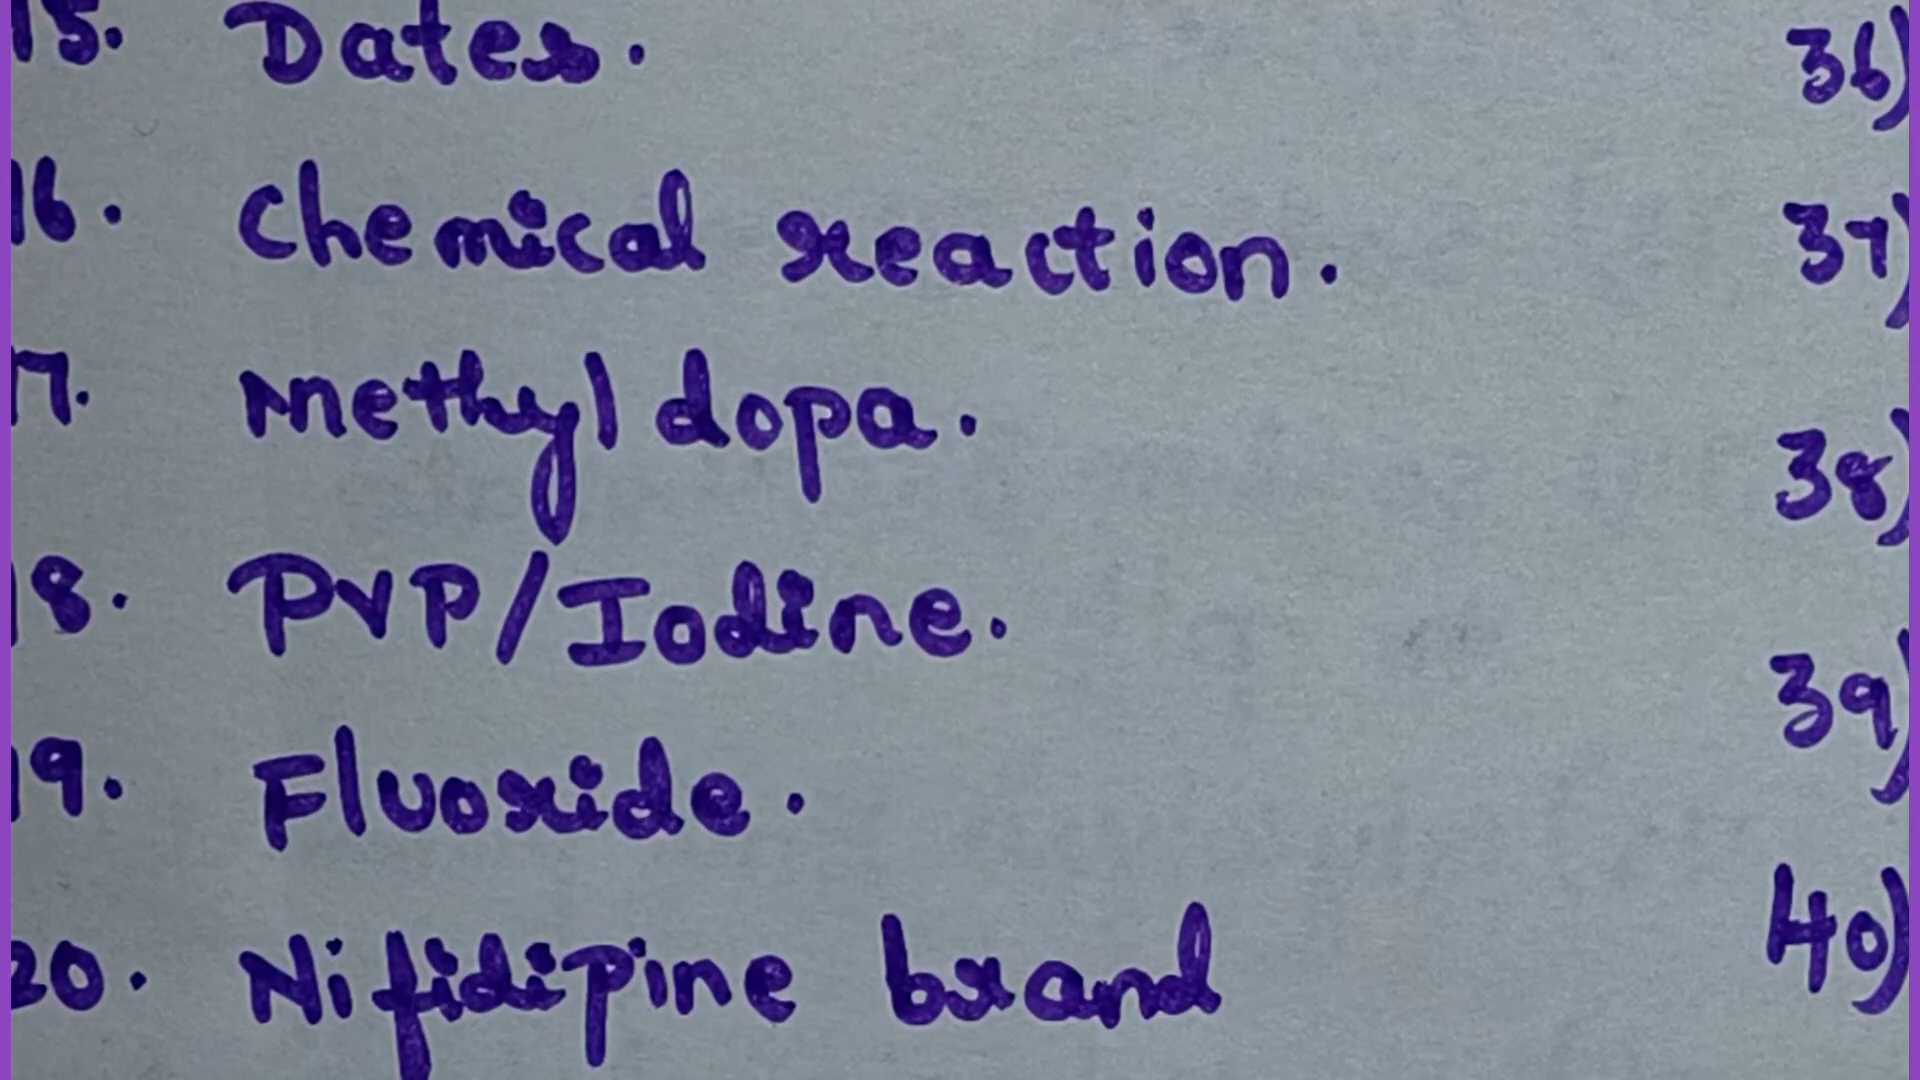 15. Dates.
16. Chemical reaction.
17. Methyl dopa.
18. PVP/Iodine.
19. Fluoxide.
20. Nifidipine brand
36)
37)
38)
39)
40)